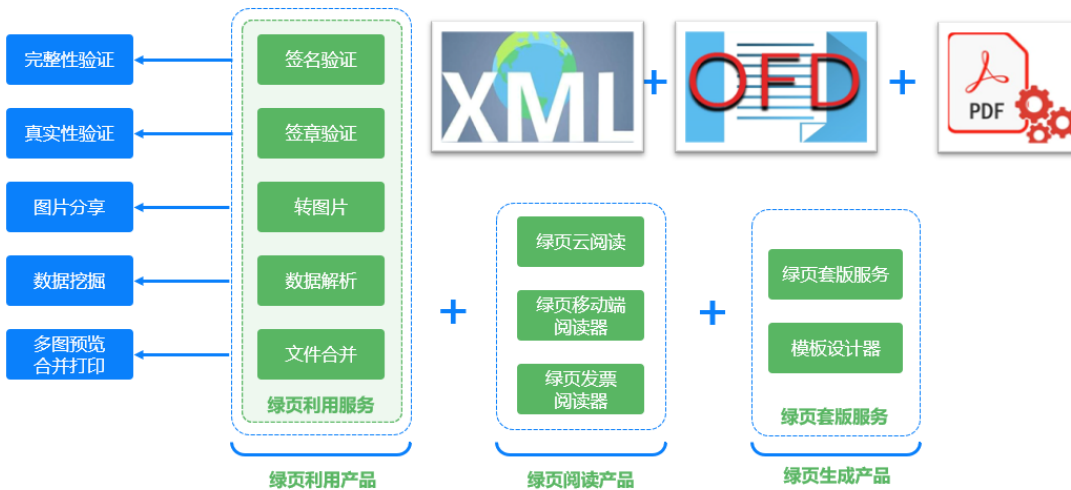 完整性验证
真实性验证
图片分享
数据挖掘
多图预览
合并打印
签名验证
签章验证
转图片
数据解析
文件合并
绿页利用服务
绿页利用产品
XML
OFD
PDF
+
+
绿页云阅读
绿页移动端
阅读器
绿页发票
阅读器
绿页阅读产品
+
+
绿页套版服务
模板设计器
绿页套版服务
绿页生成产品